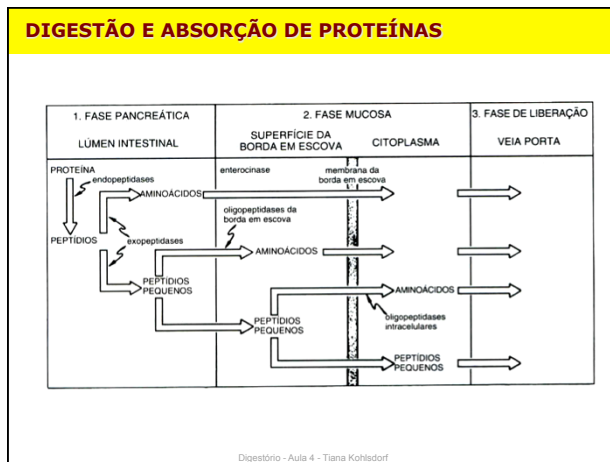 DIGESTÃO E ABSORÇÃO DE PROTEÍNAS
1. FASE PANCREÁTICA
LÚMEN INTESTINAL
2. FASE MUCOSA
SUPERFÍCIE DA
BORDA EM ESCOVA
CITOPLASMA
3. FASE DE LIBERAÇÃO
VEIA PORTA
PROTEÍNA
endopeptidases
AMINOÁCIDOS
enterocinase
membrana da
borda em escova
PEPTÍDIOS
exopeptidases
oligopeptidases da
borda em escova
AMINOÁCIDOS
PEPTÍDIOS
PEQUENOS
AMINOÁCIDOS
PEPTÍDIOS
PEQUENOS
oligopeptidases
intracelulares
PEPTÍDIOS
PEQUENOS
Digestório - Aula 4 - Tiana Kohlsdorf